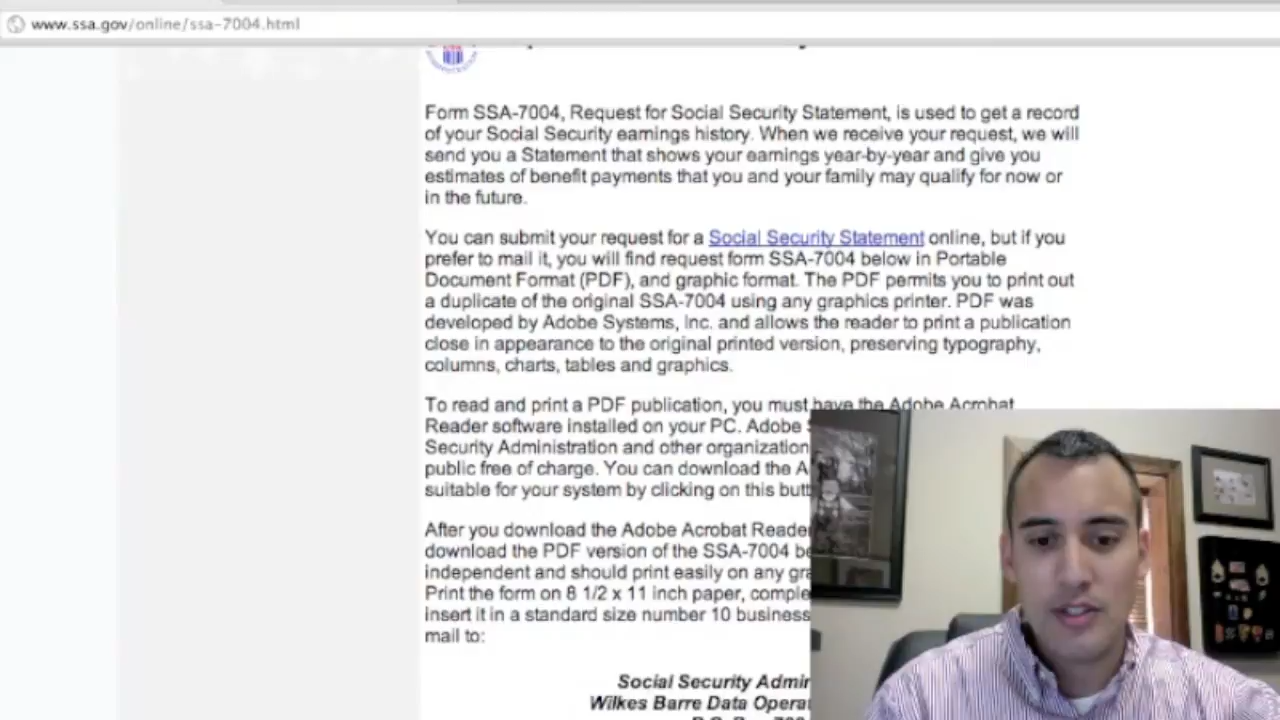 www.ssa.gov/online/ssa-7004.html
Form SSA-7004, Request for Social Security Statement, is used to get a record
of your Social Security earnings history. When we receive your request, we will
send you a Statement that shows your earnings year-by-year and give you
estimates of benefit payments that you and your family may qualify for now or
in the future.
You can submit your request for a Social Security Statement online, but if you
prefer to mail it, you will find request form SSA-7004 below in Portable
Document Format (PDF), and graphic format. The PDF permits you to print out
a duplicate of the original SSA-7004 using any graphics printer. PDF was
developed by Adobe Systems, Inc. and allows the reader to print a publication
close in appearance to the original printed version, preserving typography,
columns, charts, tables and graphics.
To read and print a PDF publication, you must have the Adobe Acrobat
Reader software installed on your PC. Adobe
Security Administration and other organization
public free of charge. You can download the A
suitable for your system by clicking on this butt
After you download the Adobe Acrobat Reader
download the PDF version of the SSA-7004 be
independent and should print easily on any gra
Print the form on 8 1/2 x 11 inch paper, comple
insert it in a standard size number 10 business
mail to:
Social Security Admin
Wilkes Barre Data Operat